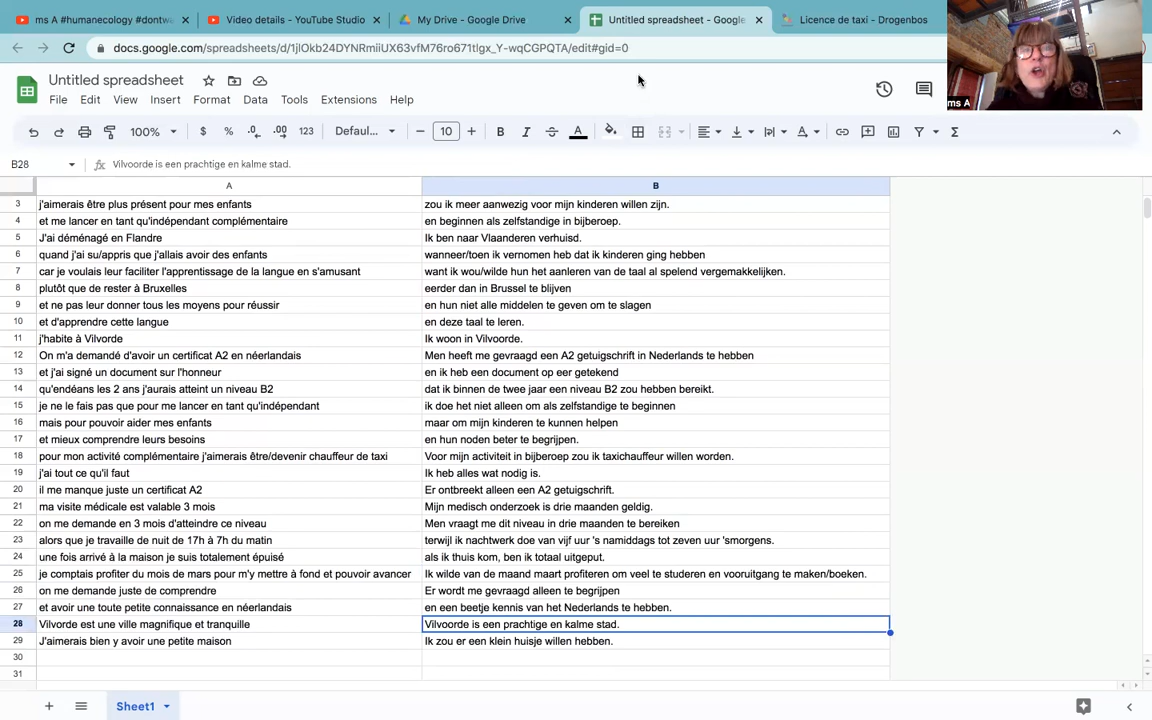 ms A #humanecology #dontwu
Video details - YouTube Studio
My Drive - Google Drive
Untitled spreadsheet - Google
Licence de taxi - Drogenbos
docs.google.com/spreadsheets/d/1jlOkb24DYNRmiiUX63vfM76ro671tlgx_Y-wqCGPQTA/edit#gid=0
ms A
Untitled spreadsheet
File Edit View Insert Format Data Tools Extensions Help
100% $ % .0 .00 123 Defaul... 10 B I A
B28 fx Vilvoorde is een prachtige en kalme stad.
A B
3 j'aimerais être plus présent pour mes enfants zou ik meer aanwezig voor mijn kinderen willen zijn.
4 et me lancer en tant qu'indépendant complémentaire en beginnen als zelfstandige in bijberoep.
5 J'ai déménagé en Flandre Ik ben naar Vlaanderen verhuisd.
6 quand j'ai su/appris que j'allais avoir des enfants wanneer/toen ik vernomen heb dat ik kinderen ging hebben
7 car je voulais leur faciliter l'apprentissage de la langue en s'amusant want ik wou/wilde hun het aanleren van de taal al spelend vergemakkelijken.
8 plutôt que de rester à Bruxelles eerder dan in Brussel te blijven
9 et ne pas leur donner tous les moyens pour réussir en hun niet alle middelen te geven om te slagen
10 et d'apprendre cette langue en deze taal te leren.
11 j'habite à Vilvorde Ik woon in Vilvoorde.
12 On m'a demandé d'avoir un certificat A2 en néerlandais Men heeft me gevraagd een A2 getuigschrift in Nederlands te hebben
13 et j'ai signé un document sur l'honneur en ik heb een document op eer getekend
14 qu'endéans les 2 ans j'aurais atteint un niveau B2 dat ik binnen de twee jaar een niveau B2 zou hebben bereikt.
15 je ne le fais pas que pour me lancer en tant qu'indépendant ik doe het niet alleen om als zelfstandige te beginnen
16 mais pour pouvoir aider mes enfants maar om mijn kinderen te kunnen helpen
17 et mieux comprendre leurs besoins en hun noden beter te begrijpen.
18 pour mon activité complémentaire j'aimerais être/devenir chauffeur de taxi Voor mijn activiteit in bijberoep zou ik taxichauffeur willen worden.
19 j'ai tout ce qu'il faut Ik heb alles wat nodig is.
20 il me manque juste un certificat A2 Er ontbreekt alleen een A2 getuigschrift.
21 ma visite médicale est valable 3 mois Mijn medisch onderzoek is drie maanden geldig.
22 on me demande en 3 mois d'atteindre ce niveau Men vraagt me dit niveau in drie maanden te bereiken
23 alors que je travaille de nuit de 17h à 7h du matin terwijl ik nachtwerk doe van vijf uur 's namiddags tot zeven uur 'smorgens.
24 une fois arrivé à la maison je suis totalement épuisé als ik thuis kom, ben ik totaal uitgeput.
25 je comptais profiter du mois de mars pour m'y mettre à fond et pouvoir avancer Ik wilde van de maand maart profiteren om veel te studeren en vooruitgang te maken/boeken.
26 on me demande juste de comprendre Er wordt me gevraagd alleen te begrijpen
27 et avoir une toute petite connaissance en néerlandais en een beetje kennis van het Nederlands te hebben.
28 Vilvorde est une ville magnifique et tranquille Vilvoorde is een prachtige en kalme stad.
29 J'aimerais bien y avoir une petite maison Ik zou er een klein huisje willen hebben.
30
31
Sheet1